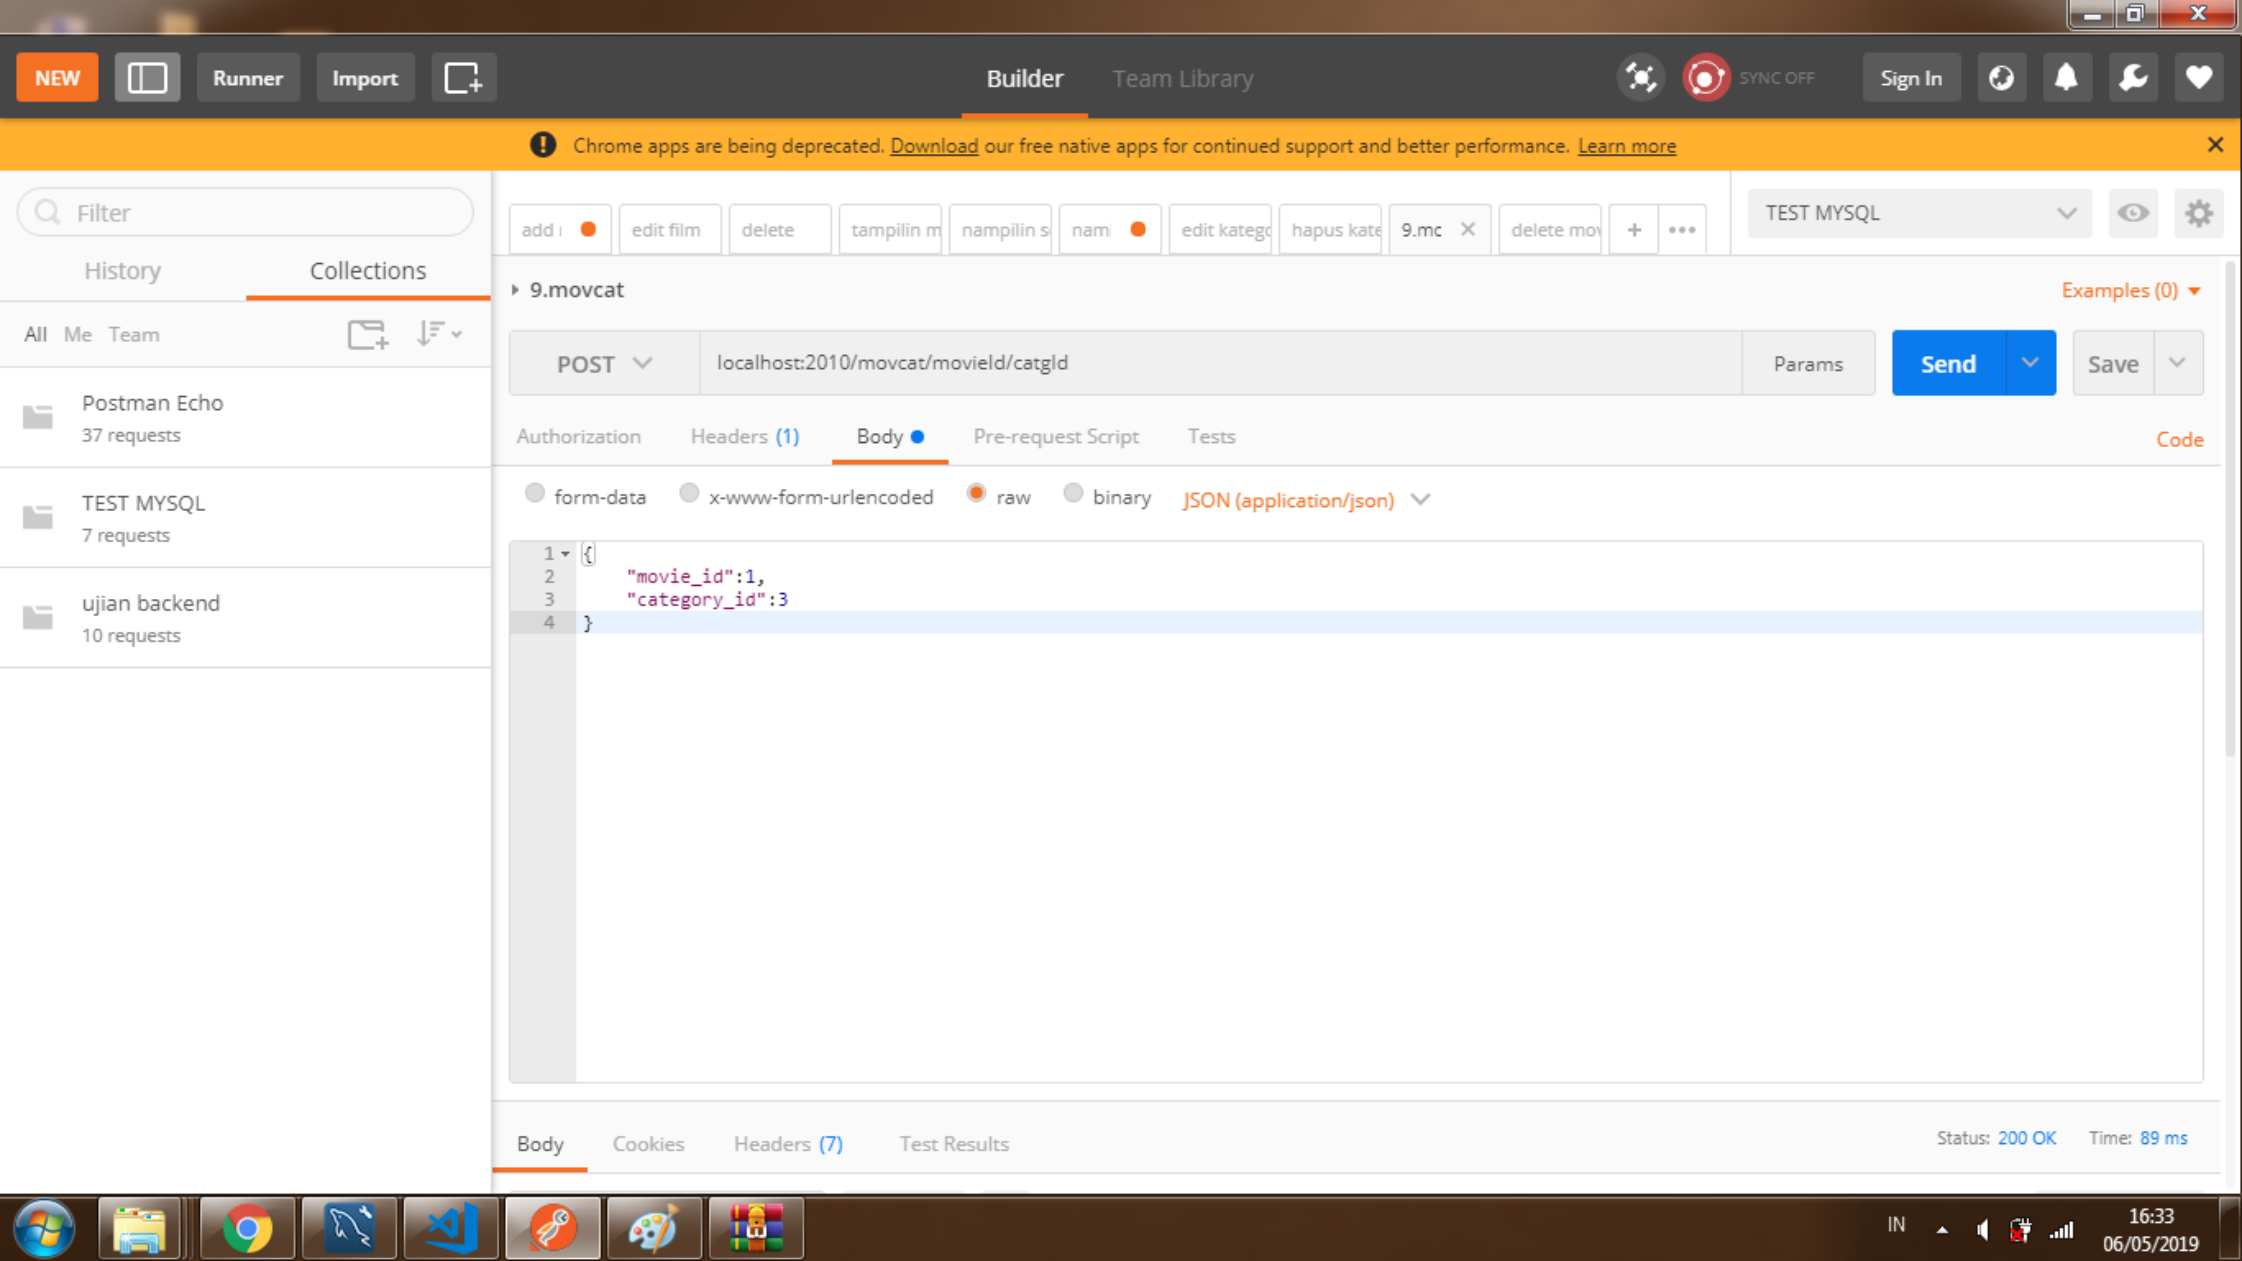 NEW Runner Import Builder Team Library SYNC OFF Sign In
Chrome apps are being deprecated. Download our free native apps for continued support and better performance. Learn more
Filter
History Collections
All Me Team
Postman Echo
37 requests
TEST MYSQL
7 requests
ujian backend
10 requests
add edit film delete tampilin m nampilin s nam edit katego hapus kate 9.mc delete mov + •••
TEST MYSQL
9.movcat Examples (0)
POST localhost:2010/movcat/movieId/catgId Params Send Save
Authorization Headers (1) Body Pre-request Script Tests Code
form-data x-www-form-urlencoded raw binary JSON (application/json)
1 {
2 "movie_id":1,
3 "category_id":3
4 }
Body Cookies Headers (7) Test Results Status: 200 OK Time: 89 ms
IN 16:33
06/05/2019